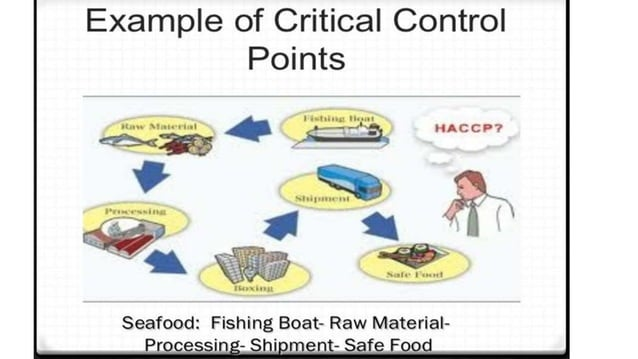 Example of Critical Control
Points
Raw Material
Fishing Boat
HACCP?
Shipment
Processing
Boxing
Safe Food
Seafood: Fishing Boat- Raw Material-
Processing- Shipment- Safe Food